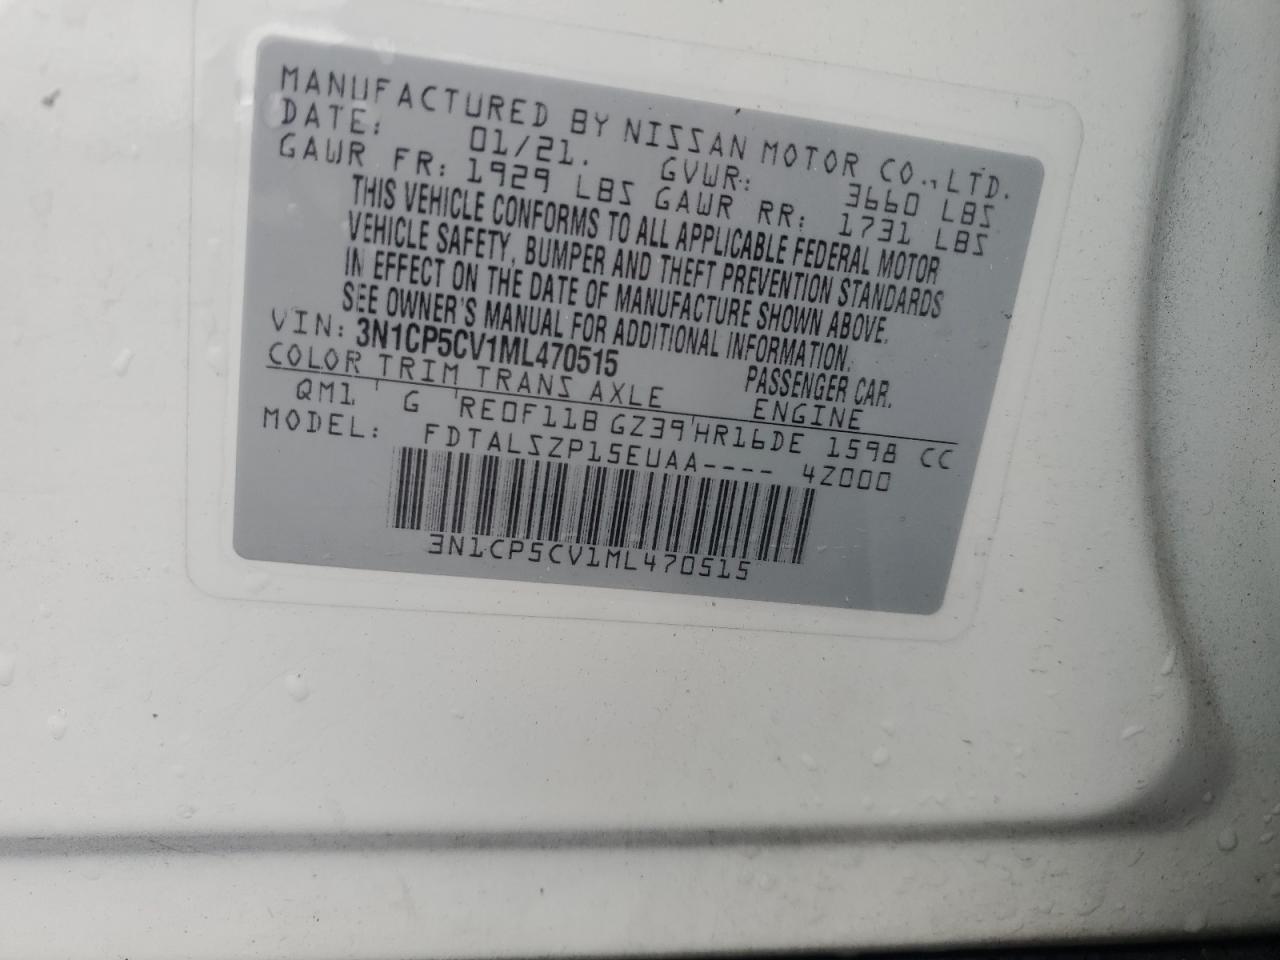 MANUFACTURED BY NISSAN MOTOR CO., LTD.
DATE: 01/21. GVWR: 3660 LBS
GAWR FR: 1929 LBS GAWR RR: 1731 LBS
THIS VEHICLE CONFORMS TO ALL APPLICABLE FEDERAL MOTOR
VEHICLE SAFETY, BUMPER AND THEFT PREVENTION STANDARDS
IN EFFECT ON THE DATE OF MANUFACTURE SHOWN ABOVE.
SEE OWNER'S MANUAL FOR ADDITIONAL INFORMATION.
VIN: 3N1CP5CV1ML470515 PASSENGER CAR.
COLOR TRIM TRANS AXLE ENGINE
QM1 G RE0F11B GZ39 HR16DE 1598 CC
MODEL: FDTALSZP15EUAA---- 42000
3N1CP5CV1ML470515